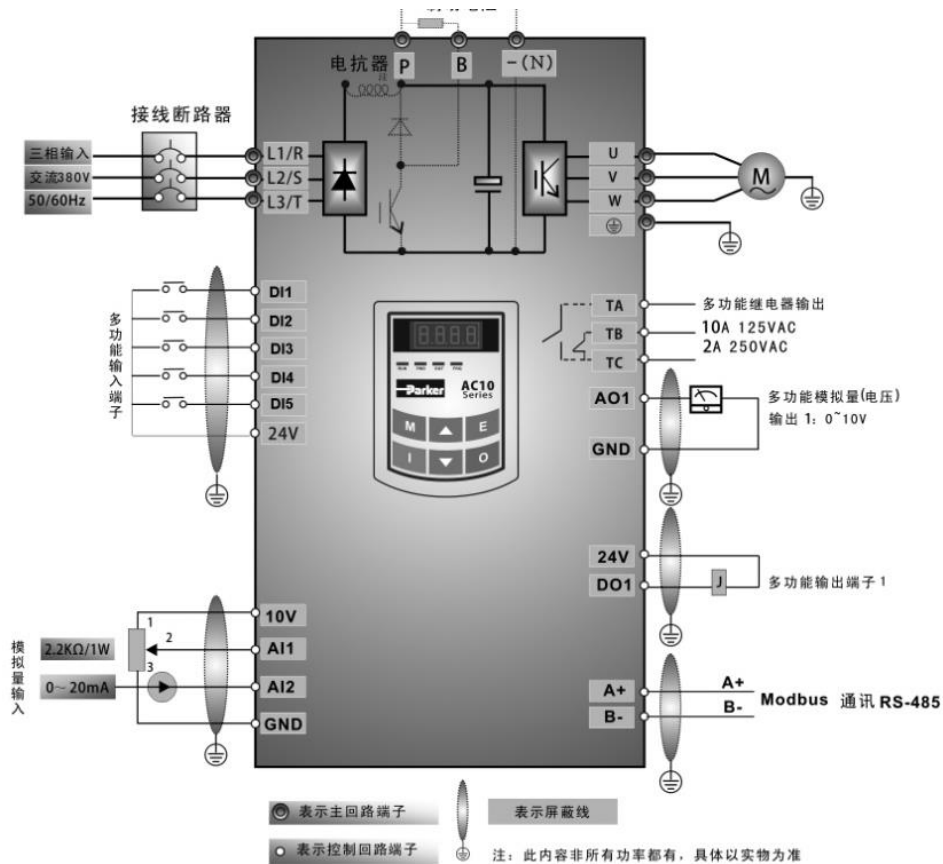 P
B
-(N)
电抗器
注
接线断路器
三相输入
交流380V
50/60Hz
L1/R
L2/S
L3/T
U
V
W
M
多功能输入端子
DI1
DI2
DI3
DI4
DI5
24V
TA
TB
TC
多功能继电器输出
10A 125VAC
2A 250VAC
8.8.8.8.
Parker
AC10
Series
M
E
I
O
AO1
GND
多功能模拟量(电压)
输出 1: 0~10V
24V
DO1
J
多功能输出端子 1
模拟量输入
2.2KΩ/1W
0~20mA
1
2
3
10V
AI1
AI2
GND
A+
B-
A+
B-
Modbus 通讯 RS-485
表示主回路端子
表示屏蔽线
表示控制回路端子
注: 此内容非所有功率都有, 具体以实物为准